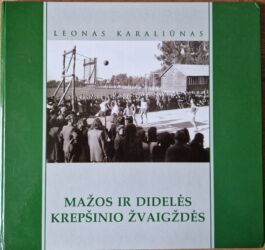 LEONAS KARALIŪNAS
MAŽOS IR DIDELĖS
KREPŠINIO ŽVAIGŽDĖS